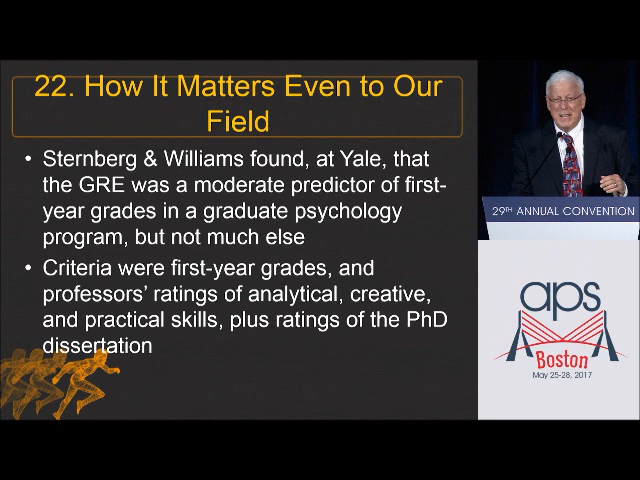 22. How It Matters Even to Our
Field
• Sternberg & Williams found, at Yale, that
the GRE was a moderate predictor of first-
year grades in a graduate psychology
program, but not much else
• Criteria were first-year grades, and
professors' ratings of analytical, creative,
and practical skills, plus ratings of the PhD
dissertation
29TH ANNUAL CONVENTION
aps
Boston
May 25-28, 2017